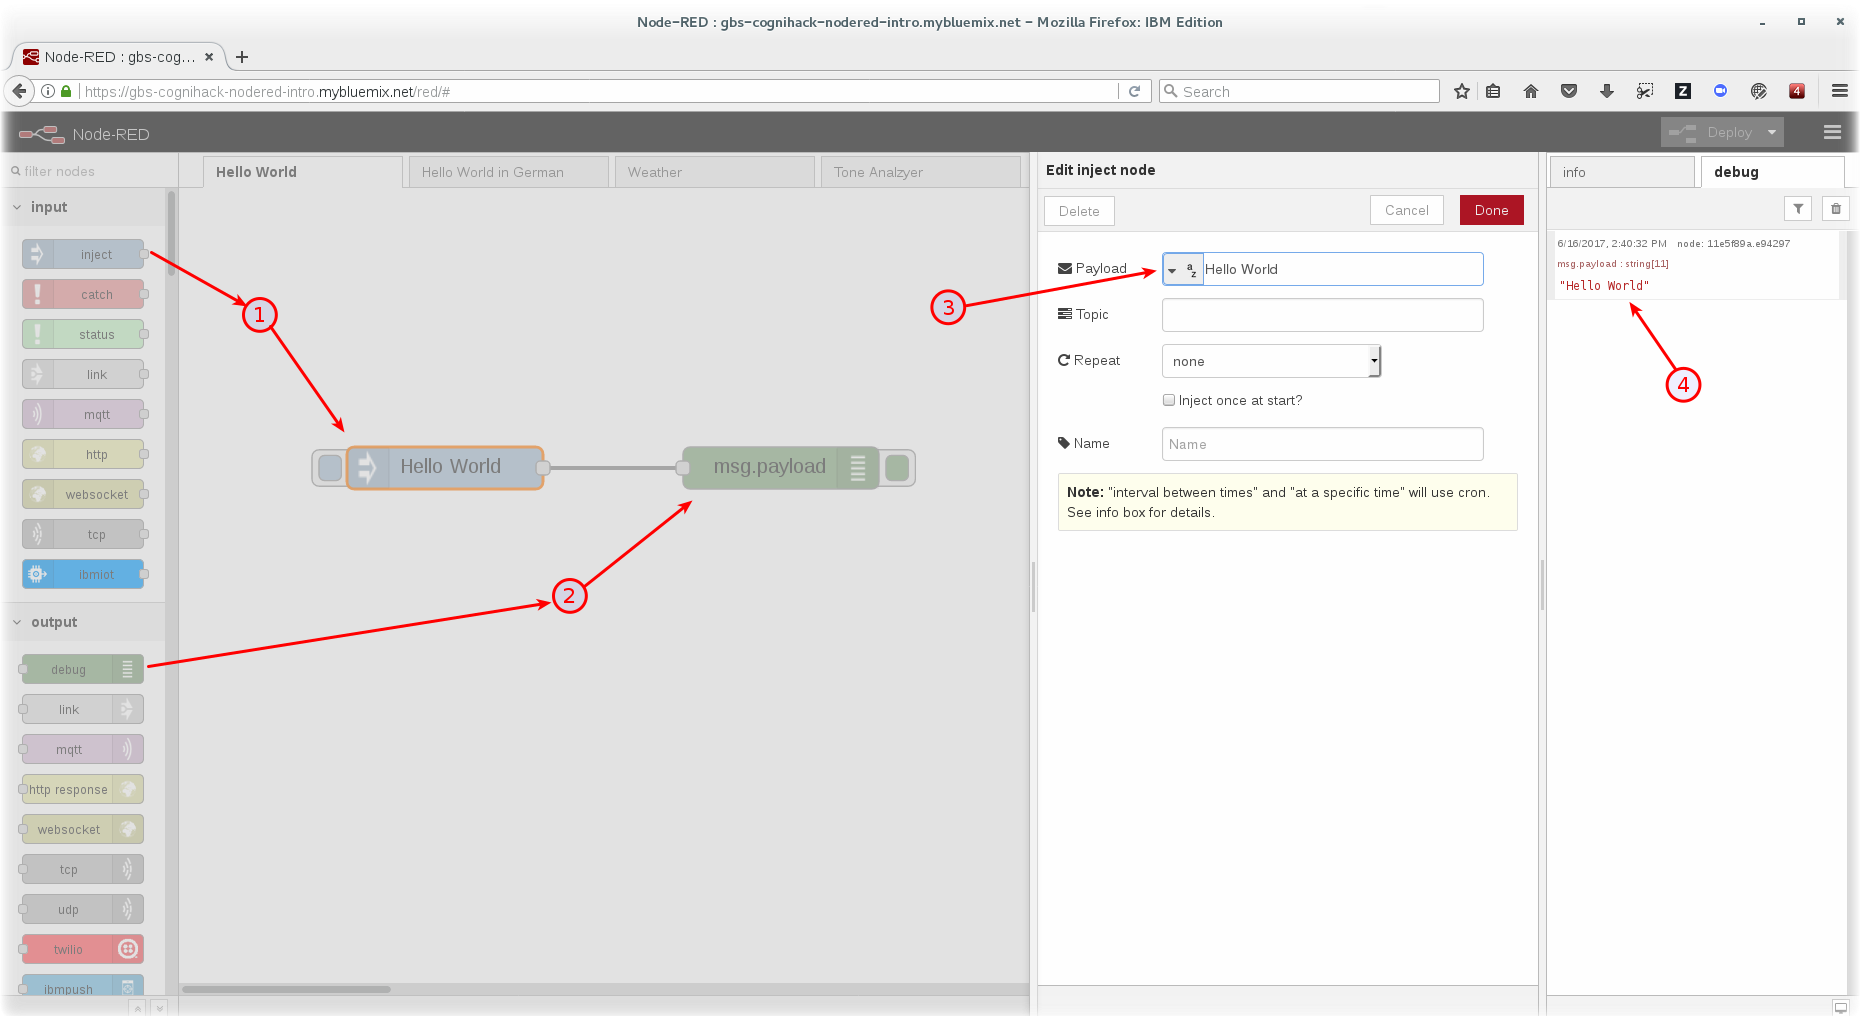 Node-RED : gbs-cognihack-nodered-intro.mybluemix.net - Mozilla Firefox: IBM Edition
Node-RED : gbs-cog...
https://gbs-cognihack-nodered-intro.mybluemix.net/red/#
Search
Z
4
Node-RED
Deploy
filter nodes
Hello World
Hello World in German
Weather
Tone Analzyer
Edit inject node
info
debug
input
Delete
Cancel
Done
inject
catch
status
link
mqtt
http
websocket
tcp
ibmiot
output
debug
link
mqtt
http response
websocket
tcp
udp
twilio
ibmpush
1
Hello World
msg.payload
2
3
Payload
az
Hello World
Topic
Repeat
none
Inject once at start?
Name
Name
Note: "interval between times" and "at a specific time" will use cron.
See info box for details.
6/16/2017, 2:40:32 PM node: 11e5f89a.e94297
msg.payload : string[11]
"Hello World"
4